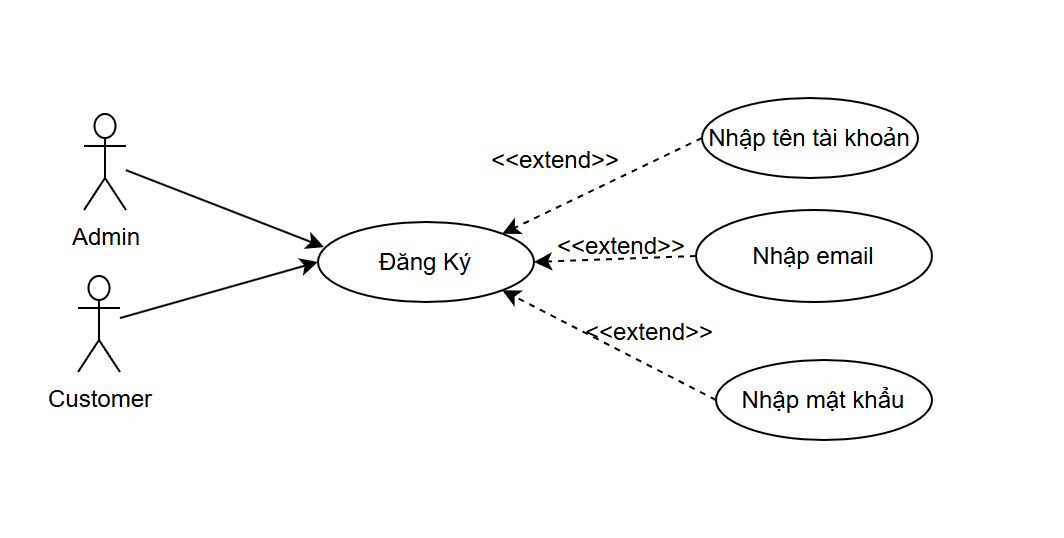 Nhập tên tài khoản
<<extend>>
Admin
<<extend>>
Nhập email
Đăng Ký
<<extend>>
Customer
Nhập mật khẩu